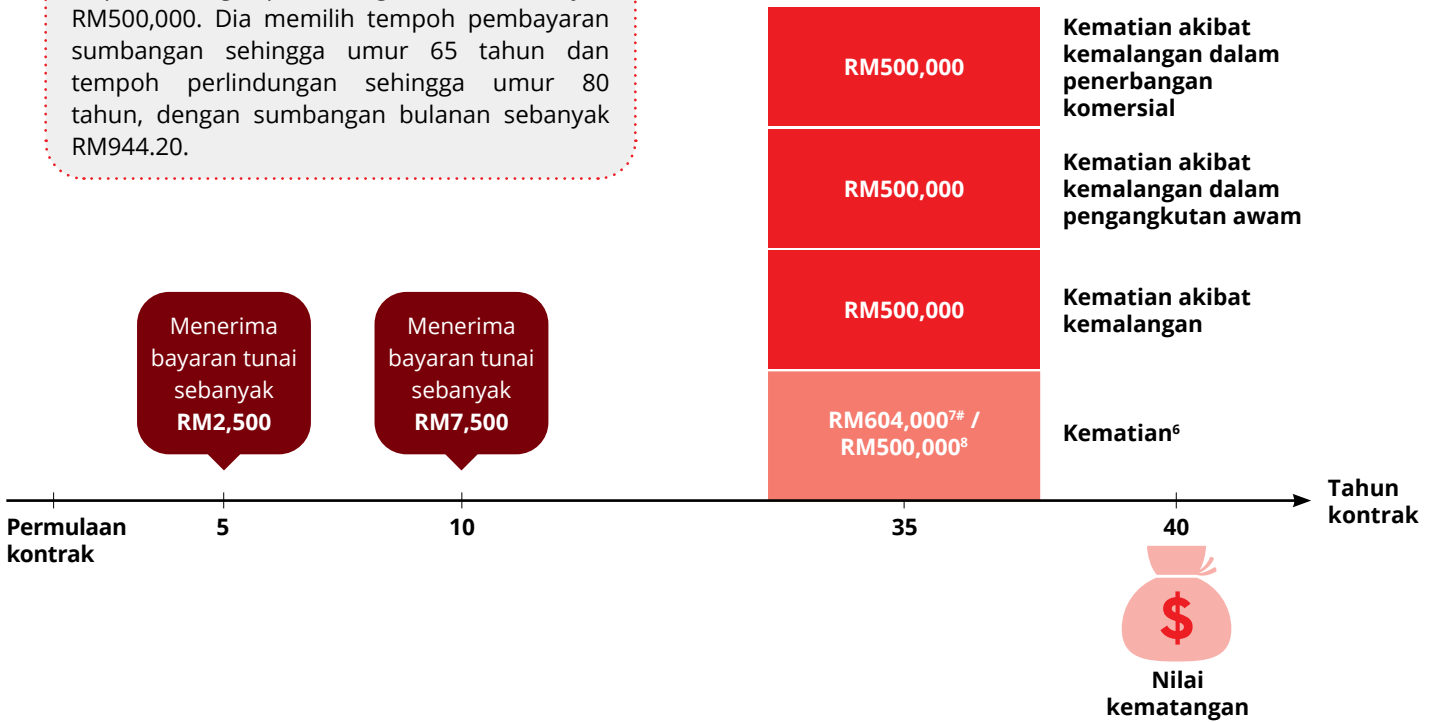 RM500,000. Dia memilih tempoh pembayaran
sumbangan sehingga umur 65 tahun dan
tempoh perlindungan sehingga umur 80
tahun, dengan sumbangan bulanan sebanyak
RM944.20.
RM500,000
Kematian akibat
kemalangan dalam
penerbangan
komersial
RM500,000
Kematian akibat
kemalangan dalam
pengangkutan awam
RM500,000
Kematian akibat
kemalangan
Menerima
bayaran tunai
sebanyak
RM2,500
Menerima
bayaran tunai
sebanyak
RM7,500
RM604,000⁷# /
RM500,000⁸
Kematian⁶
Permulaan
kontrak
5
10
35
40
Tahun
kontrak
$
Nilai
kematangan